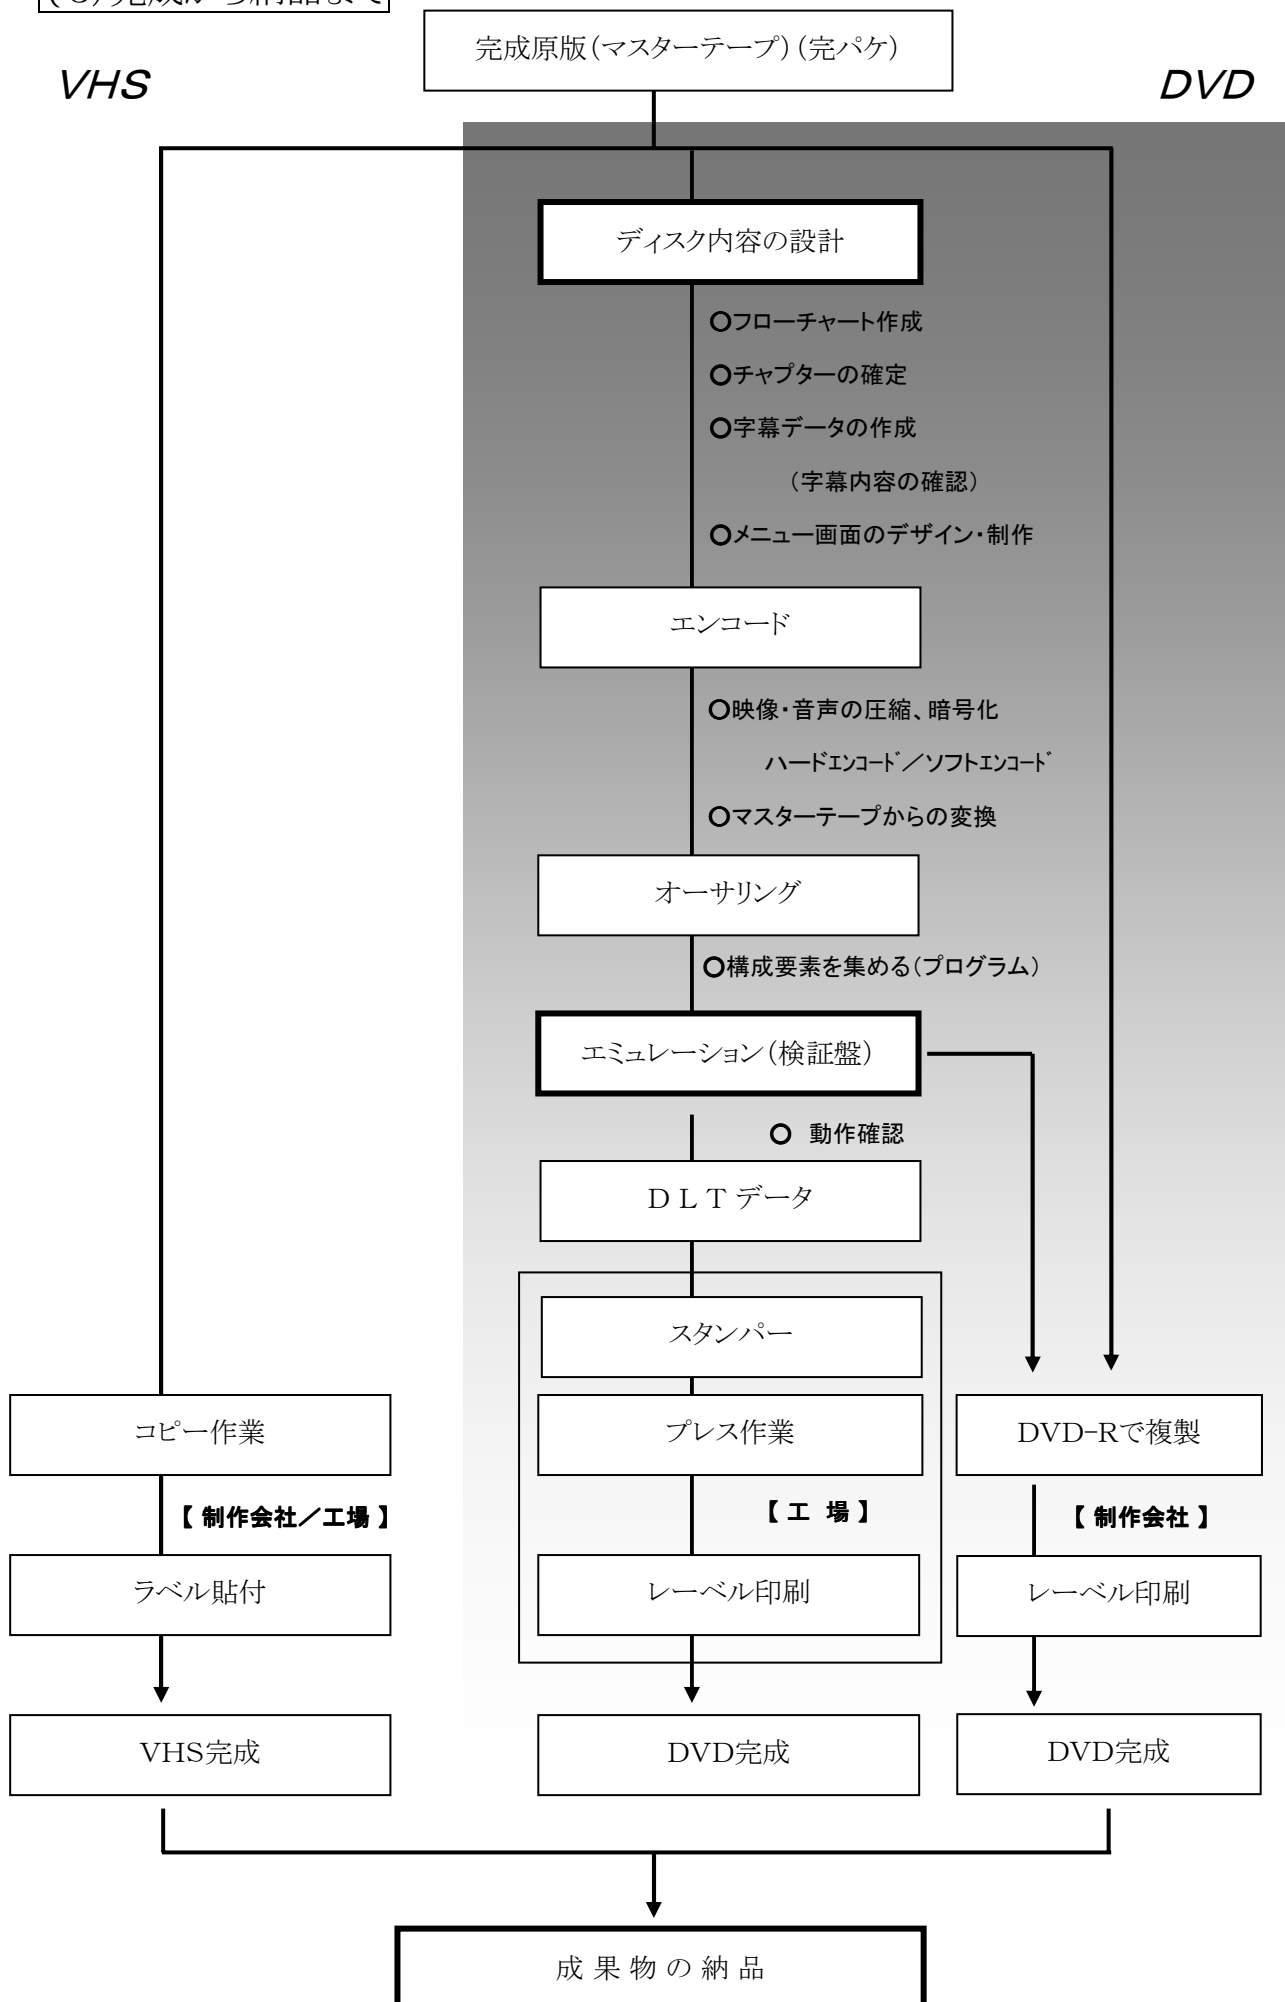 完成から納品まで
完成原版(マスターテープ)(完パケ)
VHS
DVD
ディスク内容の設計
○フローチャート作成
○チャプターの確定
○字幕データの作成
(字幕内容の確認)
○メニュー画面のデザイン・制作
エンコード
○映像・音声の圧縮、暗号化
ハードエンコード/ソフトエンコード
○マスターテープからの変換
オーサリング
○構成要素を集める(プログラム)
エミュレーション(検証盤)
○ 動作確認
DLTデータ
スタンパー
コピー作業
プレス作業
DVD-Rで複製
【制作会社/工場】
【工 場】
【制作会社】
ラベル貼付
レーベル印刷
レーベル印刷
VHS完成
DVD完成
DVD完成
成果物の納品